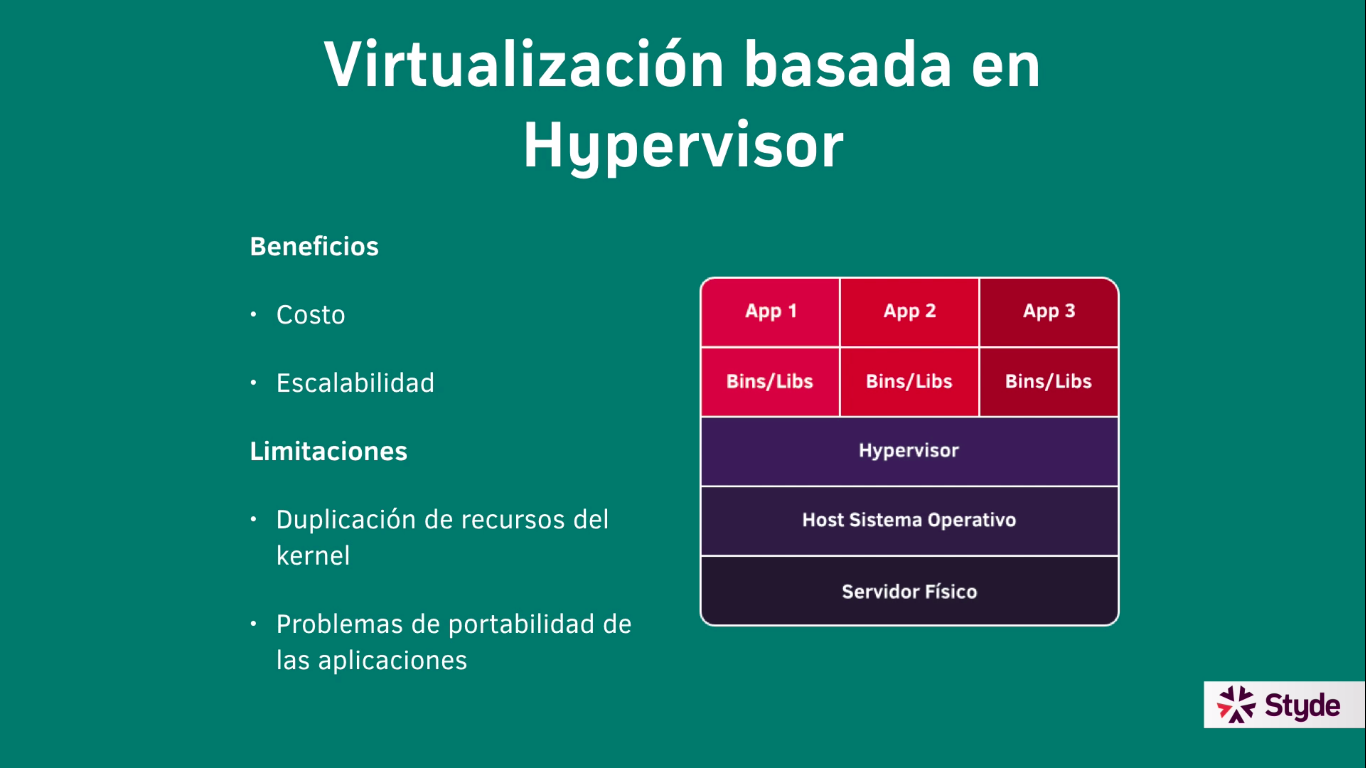 Virtualización basada en
Hypervisor
Beneficios
• Costo
• Escalabilidad
Limitaciones
• Duplicación de recursos del
kernel
• Problemas de portabilidad de
las aplicaciones
App 1 App 2 App 3
Bins/Libs Bins/Libs Bins/Libs
Hypervisor
Host Sistema Operativo
Servidor Físico
Styde